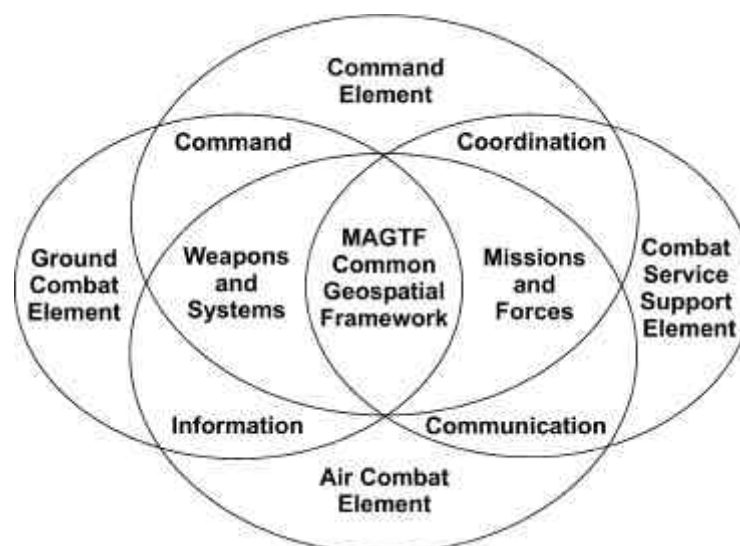 Command
Element
Command
Coordination
Ground
Combat
Element
Weapons
and
Systems
MAGTF
Common
Geospatial
Framework
Missions
and
Forces
Combat
Service
Support
Element
Information
Communication
Air Combat
Element